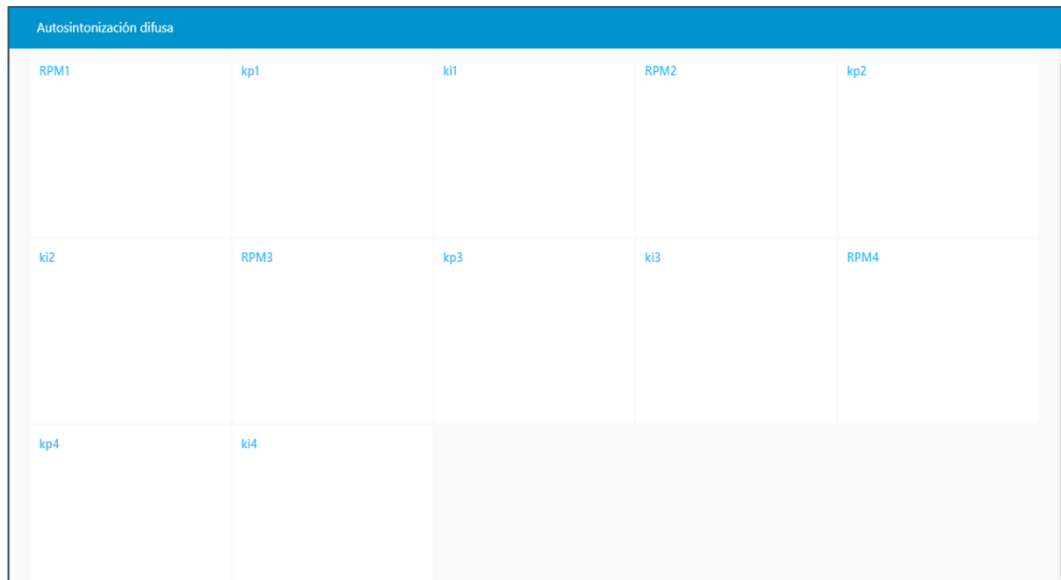 Autosintonización difusa
RPM1 kp1 ki1 RPM2 kp2
ki2 RPM3 kp3 ki3 RPM4
kp4 ki4